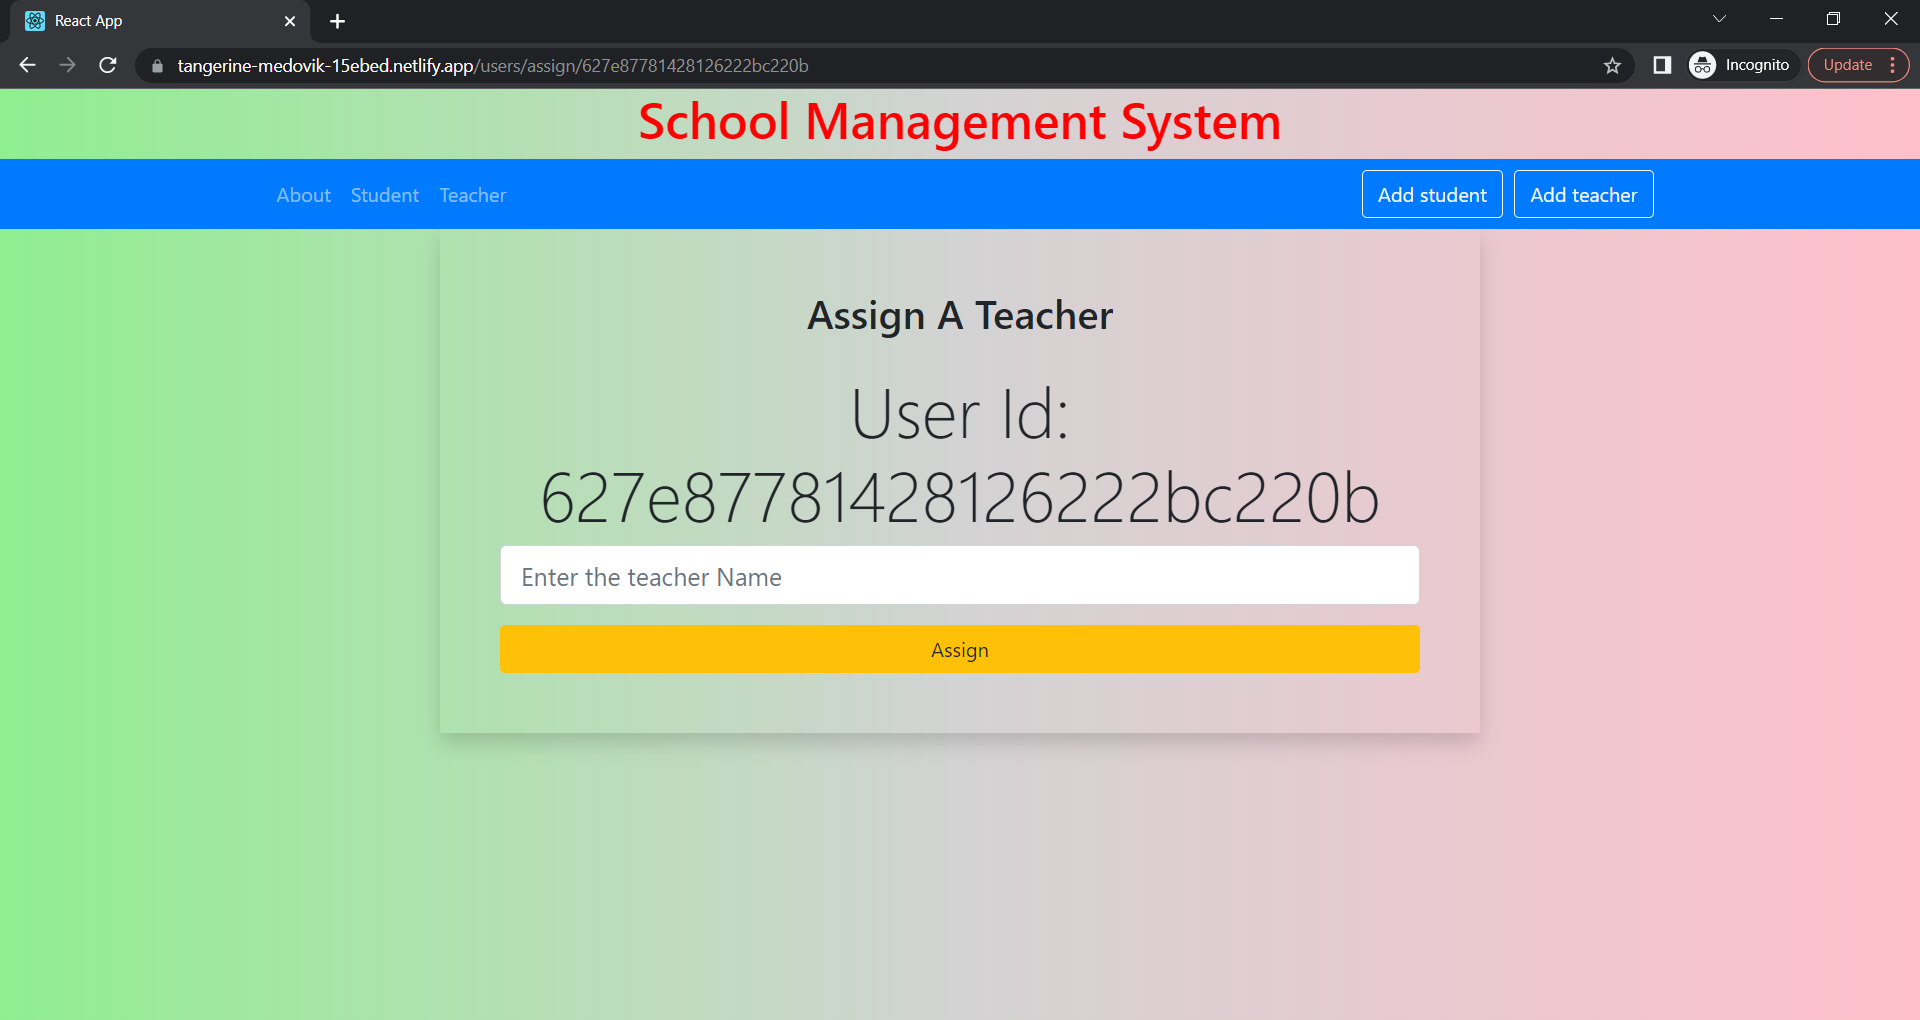 React App
tangerine-medovik-15ebed.netlify.app/users/assign/627e87781428126222bc220b
Incognito
Update
School Management System
About Student Teacher
Add student Add teacher
Assign A Teacher
User Id:
627e87781428126222bc220b
Enter the teacher Name
Assign